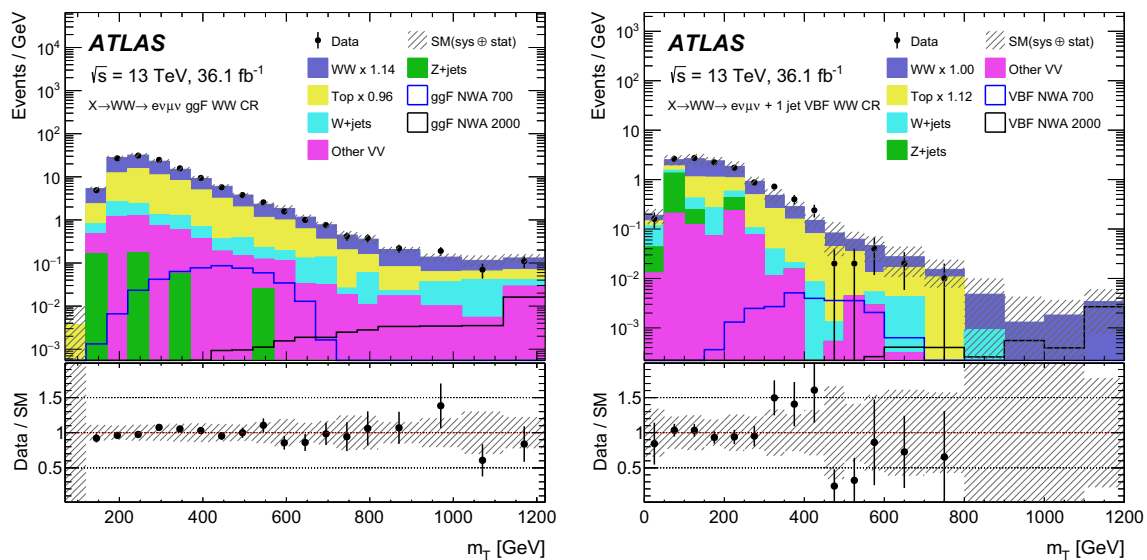 Events / GeV
10⁴
10³
10²
10
1
10⁻¹
10⁻²
10⁻³
ATLAS
√s = 13 TeV, 36.1 fb⁻¹
X→WW→ eνμν ggF WW CR
Data
SM(sys ⊕ stat)
WW x 1.14
Z+jets
Top x 0.96
ggF NWA 700
W+jets
ggF NWA 2000
Other VV
Data / SM
1.5
1
0.5
200 400 600 800 1000 1200
m_T [GeV]
Events / GeV
10³
10²
10
1
10⁻¹
10⁻²
10⁻³
ATLAS
√s = 13 TeV, 36.1 fb⁻¹
X→WW→ eνμν + 1 jet VBF WW CR
Data
SM(sys ⊕ stat)
WW x 1.00
Other VV
Top x 1.12
VBF NWA 700
W+jets
VBF NWA 2000
Z+jets
Data / SM
1.5
1
0.5
0 200 400 600 800 1000 1200
m_T [GeV]